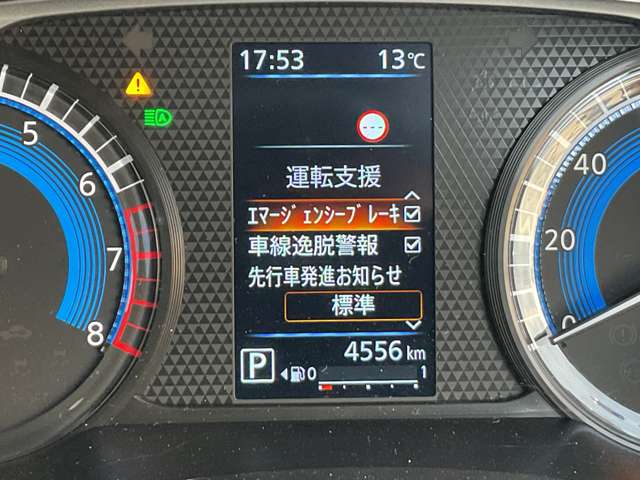 17:53 13℃
---
運転支援
ｴﾏｰｼﾞｪﾝｼｰﾌﾞﾚｰｷ
車線逸脱警報
先行車発進お知らせ
標準
P 4556 km
0 1
5
6
7
8
40
20
0
A